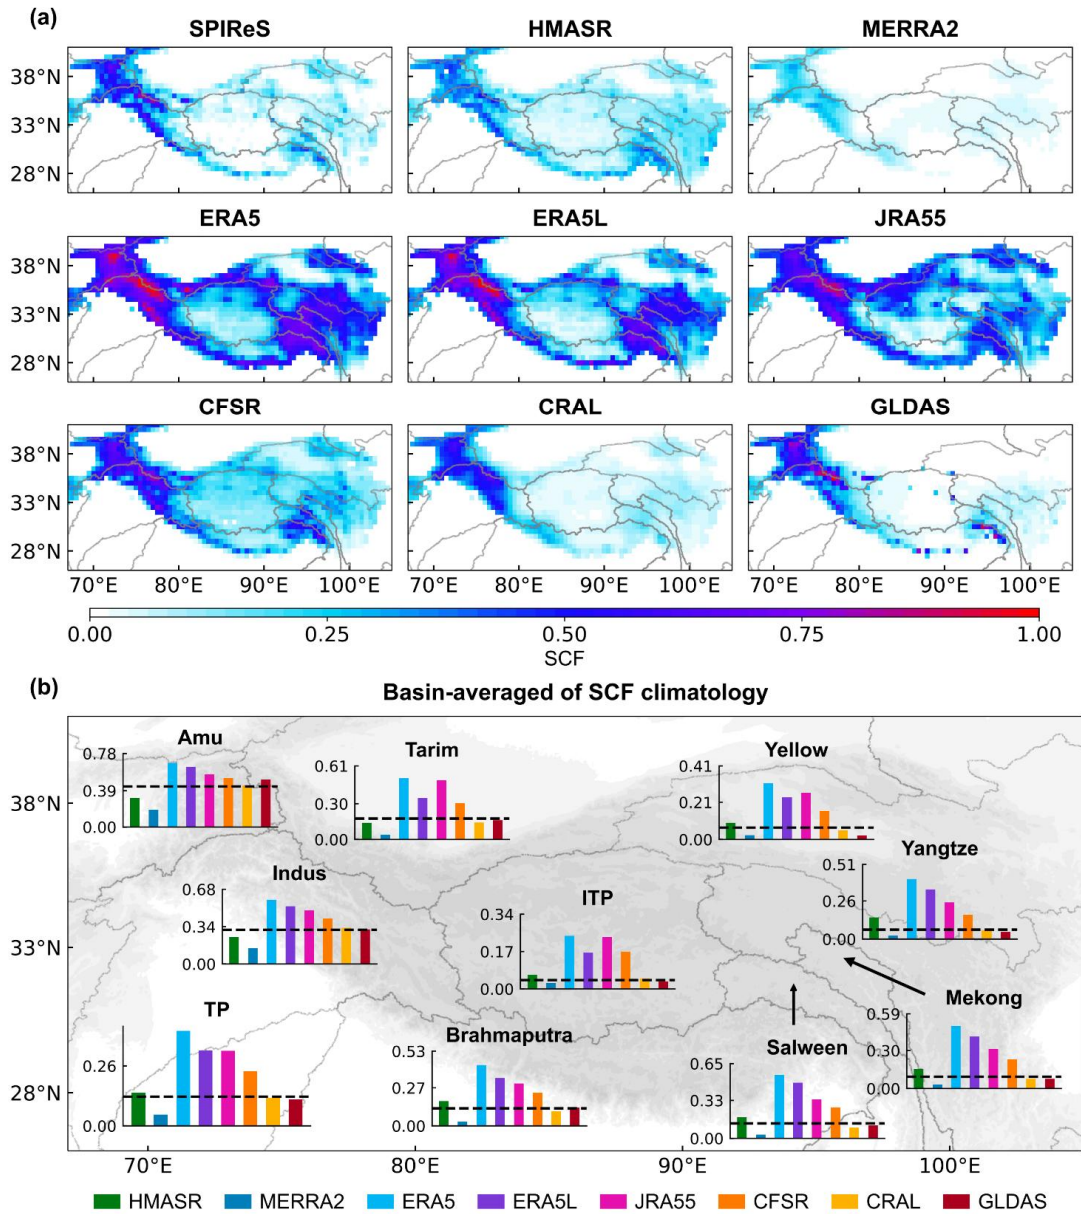 (a)
SPIReS HMASR MERRA2
38°N
33°N
28°N
ERA5 ERA5L JRA55
38°N
33°N
28°N
CFSR CRAL GLDAS
38°N
33°N
28°N
70°E 80°E 90°E 100°E 70°E 80°E 90°E 100°E 70°E 80°E 90°E 100°E
0.00 0.25 0.50 0.75 1.00
SCF
(b)
Basin-averaged of SCF climatology
38°N
33°N
28°N
Amu
0.78
0.39
0.00
Tarim
0.61
0.30
0.00
Yellow
0.41
0.21
0.00
Indus
0.68
0.34
0.00
ITP
0.34
0.17
0.00
Yangtze
0.51
0.26
0.00
TP
0.26
0.00
Brahmaputra
0.53
0.27
0.00
Salween
0.65
0.33
0.00
Mekong
0.59
0.30
0.00
70°E 80°E 90°E 100°E
HMASR MERRA2 ERA5 ERA5L JRA55 CFSR CRAL GLDAS